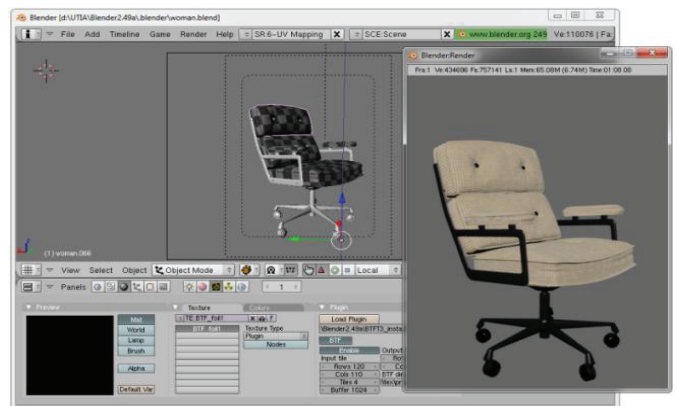 Blender [d:\UTIA\Blender2.49a\.blender\woman.blend]
File Add Timeline Game Render Help SR:6-UV Mapping SCE:Scene www.blender.org 249 Ve:110076 | Fa:
Blender:Render
Fra:1 Ve:434606 Fa:757141 La:1 Mem:65.08M (6.74M) Time:01:08.08
(1) woman.066
View Select Object Object Mode Local
Panels 1
Preview Texture Colors Plugin
Mat
World
Lamp
Brush
Alpha
Default Var
TE:BTF_foil1 F
BTF_foil1 Texture Type
Plugin
Nodes
Load Plugin
BTF
Enable Output
Input file
Rows 120
Cols 110 BTF
Tiles 4
Buffer 1024